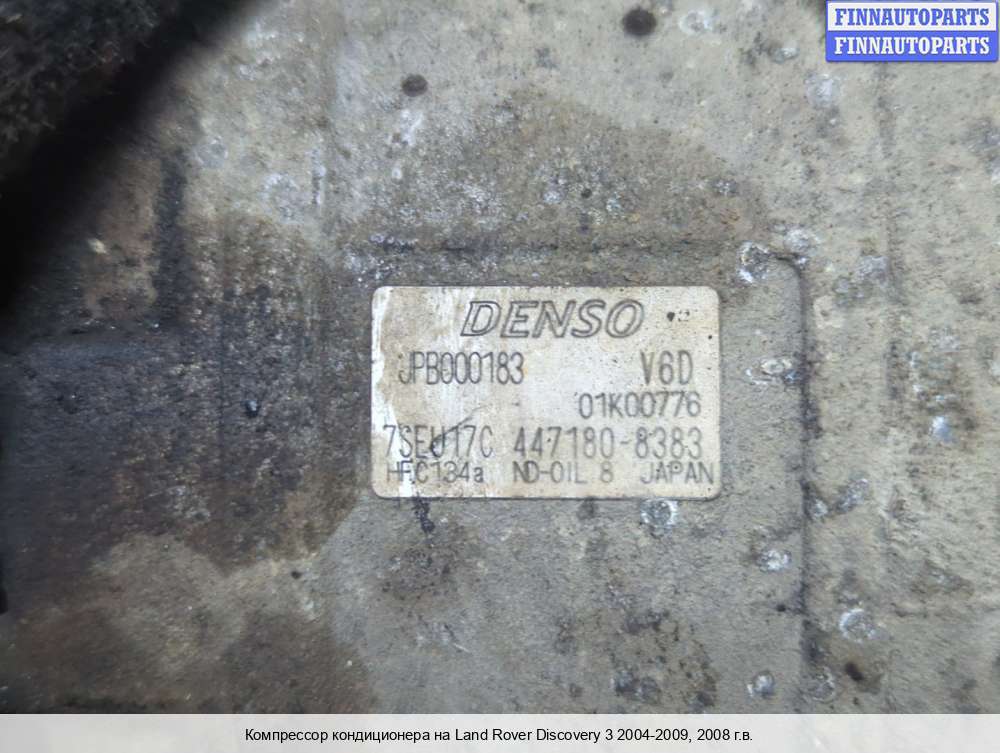 FINNAUTOPARTS
FINNAUTOPARTS
DENSO
JPB000183 V6D
01K00776
7SEU17C 447180-8383
HFC134a ND-OIL 8 JAPAN
Компрессор кондиционера на Land Rover Discovery 3 2004-2009, 2008 г.в.